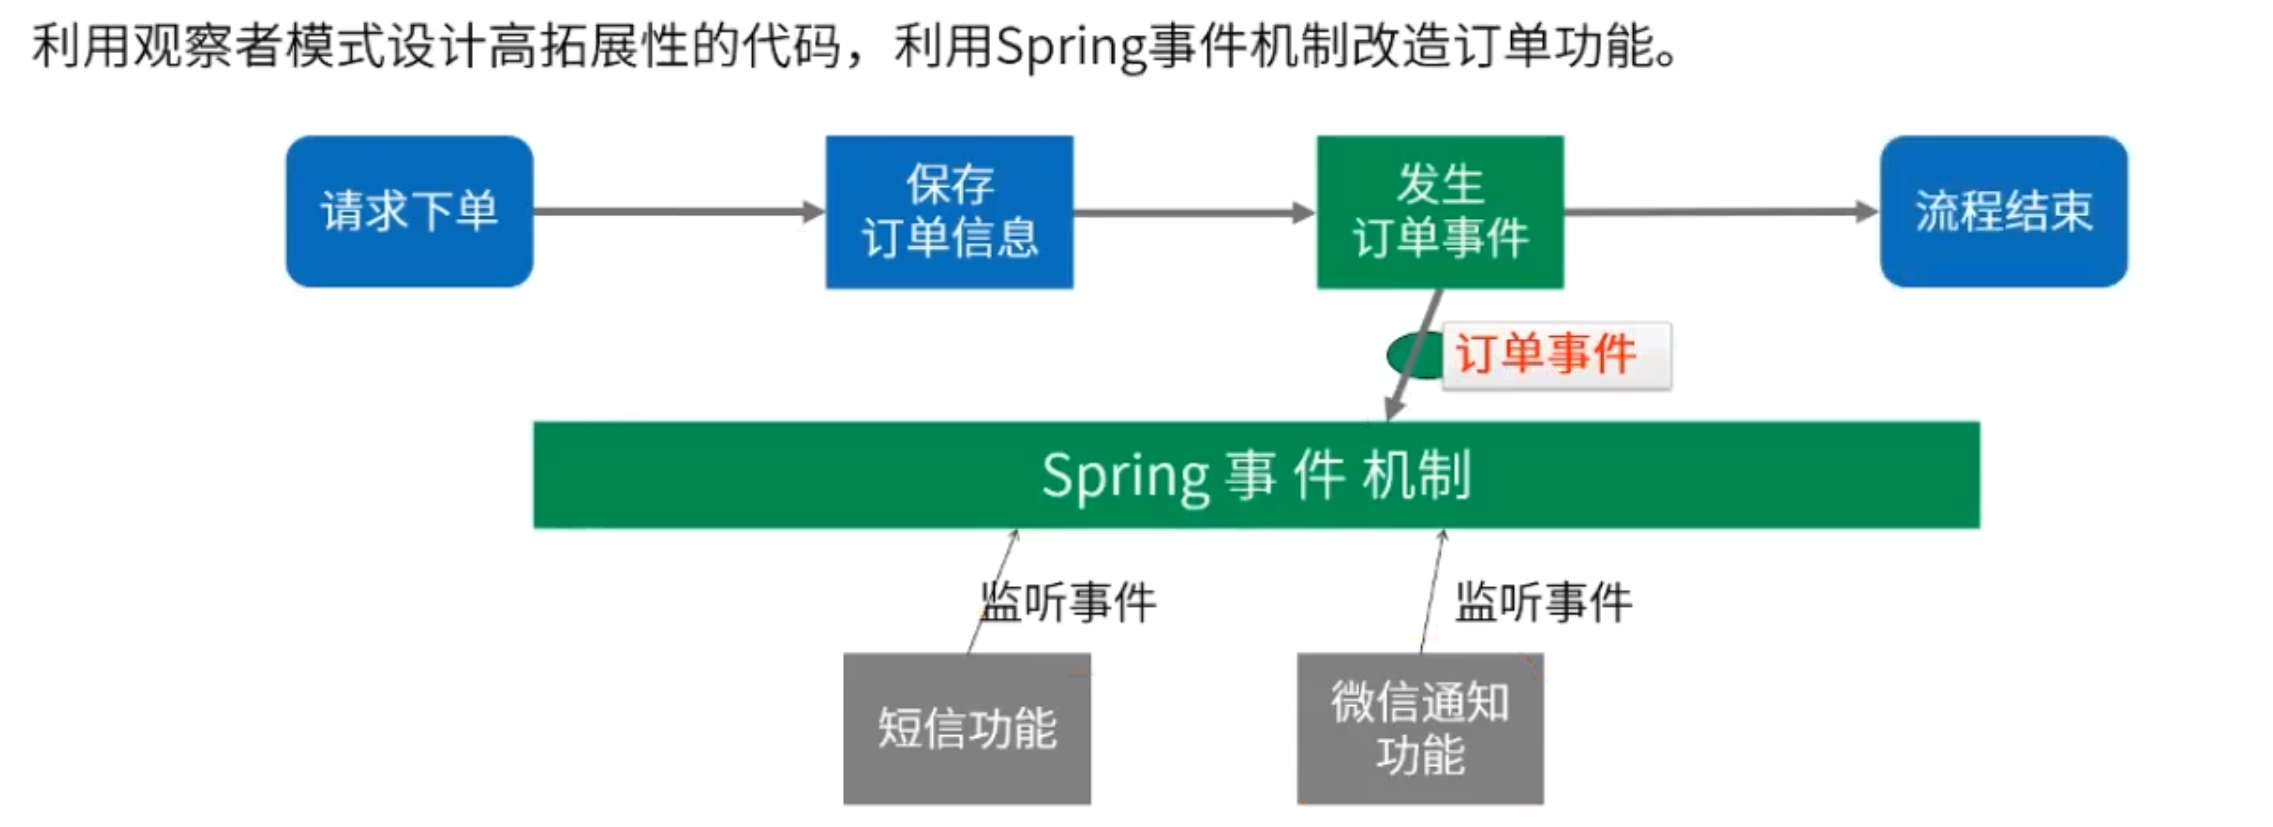 利用观察者模式设计高拓展性的代码，利用Spring事件机制改造订单功能。
请求下单
保存
订单信息
发生
订单事件
流程结束
订单事件
Spring 事 件 机制
监听事件
监听事件
短信功能
微信通知
功能